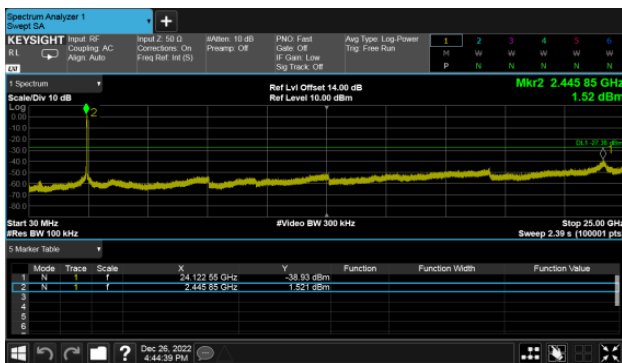 Spectrum Analyzer 1
Swept SA
+
KEYSIGHT
RL
Input: RF
Coupling: AC
Align: Auto
Input Z: 50 Ω
Corrections: On
Freq Ref: Int (S)
#Atten: 10 dB
Preamp: Off
PNO: Fast
Gate: Off
IF Gain: Low
Sig Track: Off
Avg Type: Log-Power
Trig: Free Run
1 2 3 4 5 6
M W W W W W
P N N N N N
1 Spectrum
Scale/Div 10 dB
Ref Lvl Offset 14.00 dB
Ref Level 10.00 dBm
Mkr2 2.445 85 GHz
1.52 dBm
Log
0.00
-10.0
-20.0
-30.0
-40.0
-50.0
-60.0
-70.0
-80.0
2
DL1 -27.36 dBm
1
Start 30 MHz
#Res BW 100 kHz
#Video BW 300 kHz
Stop 25.00 GHz
Sweep 2.39 s (100001 pts)
5 Marker Table
Mode Trace Scale X Y Function Function Width Function Value
1 N 1 f 24.122 55 GHz -38.93 dBm
2 N 1 f 2.445 85 GHz 1.521 dBm
3
4
5
6
?
Dec 26, 2022
4:44:39 PM